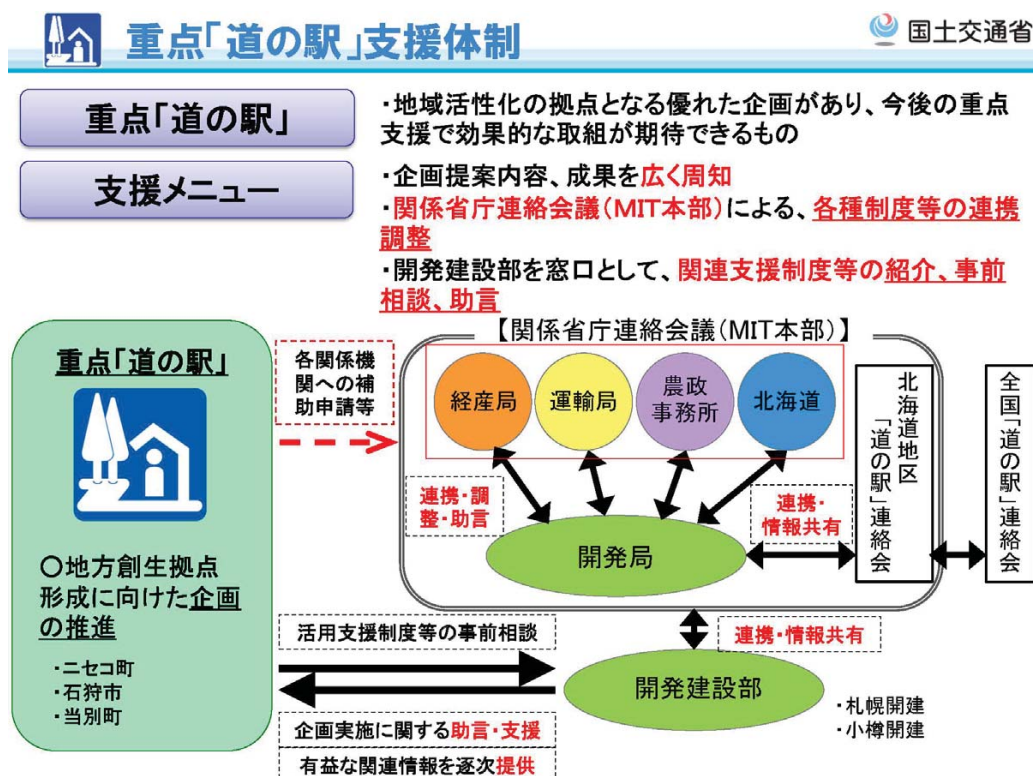 重点「道の駅」支援体制
国土交通省
重点「道の駅」
・地域活性化の拠点となる優れた企画があり、今後の重点
支援で効果的な取組が期待できるもの
支援メニュー
・企画提案内容、成果を広く周知
・関係省庁連絡会議(MIT本部)による、各種制度等の連携
調整
・開発建設部を窓口として、関連支援制度等の紹介、事前
相談、助言
重点「道の駅」
〇地方創生拠点
形成に向けた企画
の推進
・ニセコ町
・石狩市
・当別町
各関係機
関への補
助申請等
【関係省庁連絡会議(MIT本部)】
経産局
運輸局
農政
事務所
北海道
連携・調
整・助言
連携・
情報共有
開発局
北海道地区
「道の駅」連絡会
全国「道の駅」連絡会
活用支援制度等の事前相談
連携・情報共有
開発建設部
・札幌開建
・小樽開建
企画実施に関する助言・支援
有益な関連情報を逐次提供